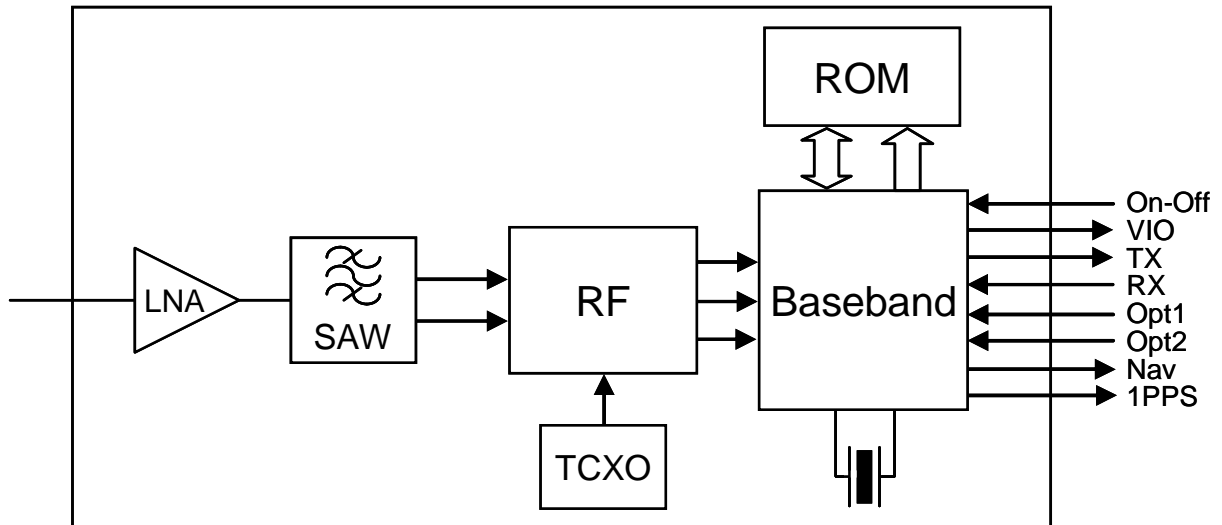 ROM
On-Off
VIO
TX
RX
Opt1
Opt2
Nav
1PPS
LNA
SAW
RF
Baseband
TCXO